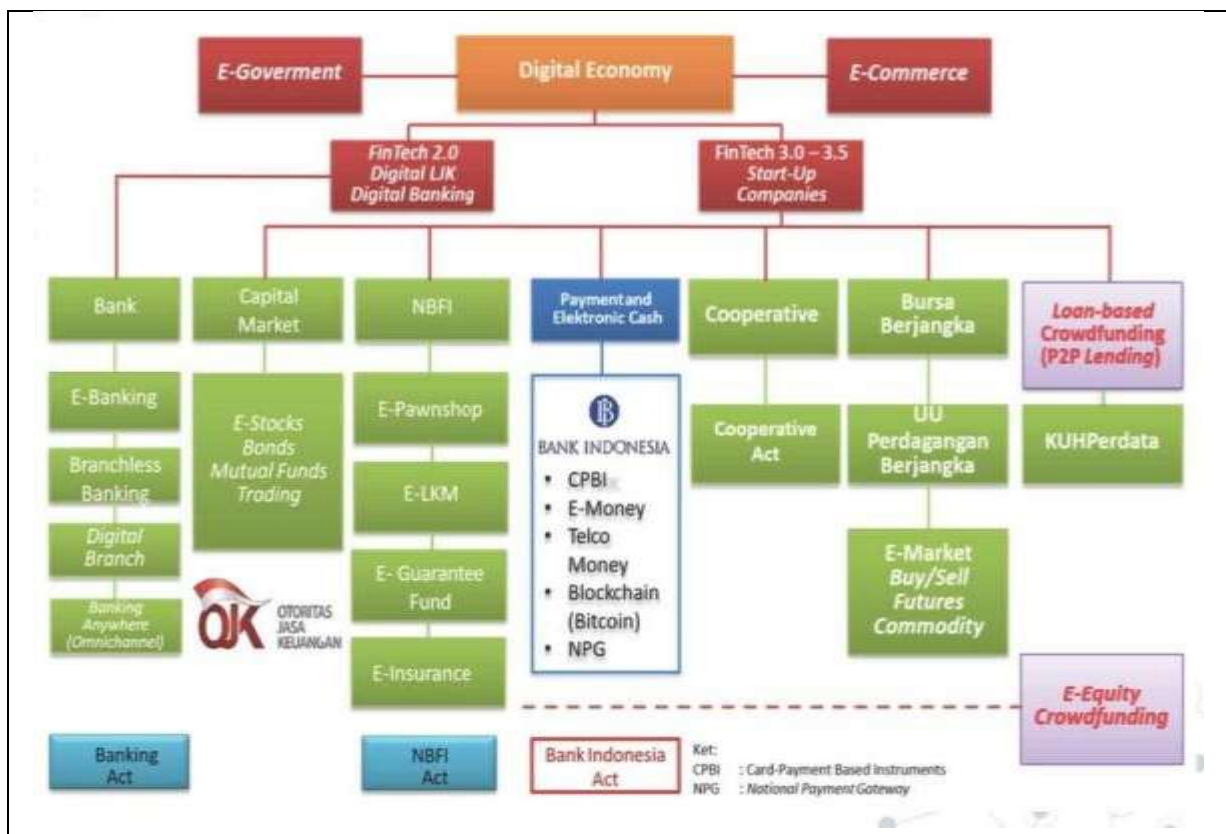 E-Goverment
Digital Economy
E-Commerce
FinTech 2.0
Digital LJK
Digital Banking
FinTech 3.0 – 3.5
Start-Up
Companies
Bank
Capital
Market
NBFI
Payment and
Elektronic Cash
Cooperative
Bursa
Berjangka
Loan-based
Crowdfunding
(P2P Lending)
E-Banking
Branchless
Banking
Digital
Branch
Banking
Anywhere
(Omnichannel)
E-Stocks
Bonds
Mutual Funds
Trading
OJK
OTORITAS
JASA
KEUANGAN
E-Pawnshop
E-LKM
E- Guarantee
Fund
E-Insurance
BANK INDONESIA
• CPBI
• E-Money
• Telco
Money
• Blockchain
(Bitcoin)
• NPG
Cooperative
Act
UU
Perdagangan
Berjangka
E-Market
Buy/Sell
Futures
Commodity
KUHPerdata
E-Equity
Crowdfunding
Banking
Act
NBFI
Act
Bank Indonesia
Act
Ket:
CPBI : Card-Payment Based Instruments
NPG : National Payment Gateway